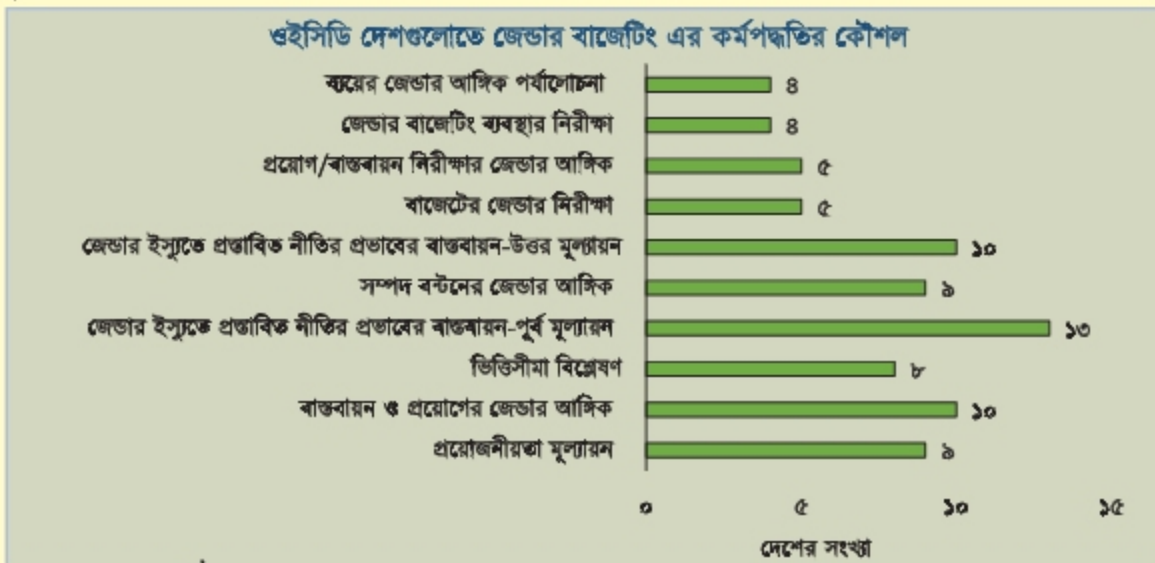 ওইসিডি দেশগুলোতে জেন্ডার বাজেটিং এর কর্মপদ্ধতির কৌশল
ব্যয়ের জেন্ডার আঙ্গিক পর্যালোচনা ৪
জেন্ডার বাজেটিং ব্যবস্থার নিরীক্ষা ৪
প্রয়োগ/বাস্তবায়ন নিরীক্ষার জেন্ডার আঙ্গিক ৫
বাজেটের জেন্ডার নিরীক্ষা ৫
জেন্ডার ইস্যুতে প্রস্তাবিত নীতির প্রভাবের বাস্তবায়ন-উত্তর মূল্যায়ন ১০
সম্পদ বন্টনের জেন্ডার আঙ্গিক ৯
জেন্ডার ইস্যুতে প্রস্তাবিত নীতির প্রভাবের বাস্তবায়ন-পূর্ব মূল্যায়ন ১৩
ভিত্তিসীমা বিশ্লেষণ ৮
বাস্তবায়ন ও প্রয়োগের জেন্ডার আঙ্গিক ১০
প্রয়োজনীয়তা মূল্যায়ন ৯
০ ৫ ১০ ১৫
দেশের সংখ্যা